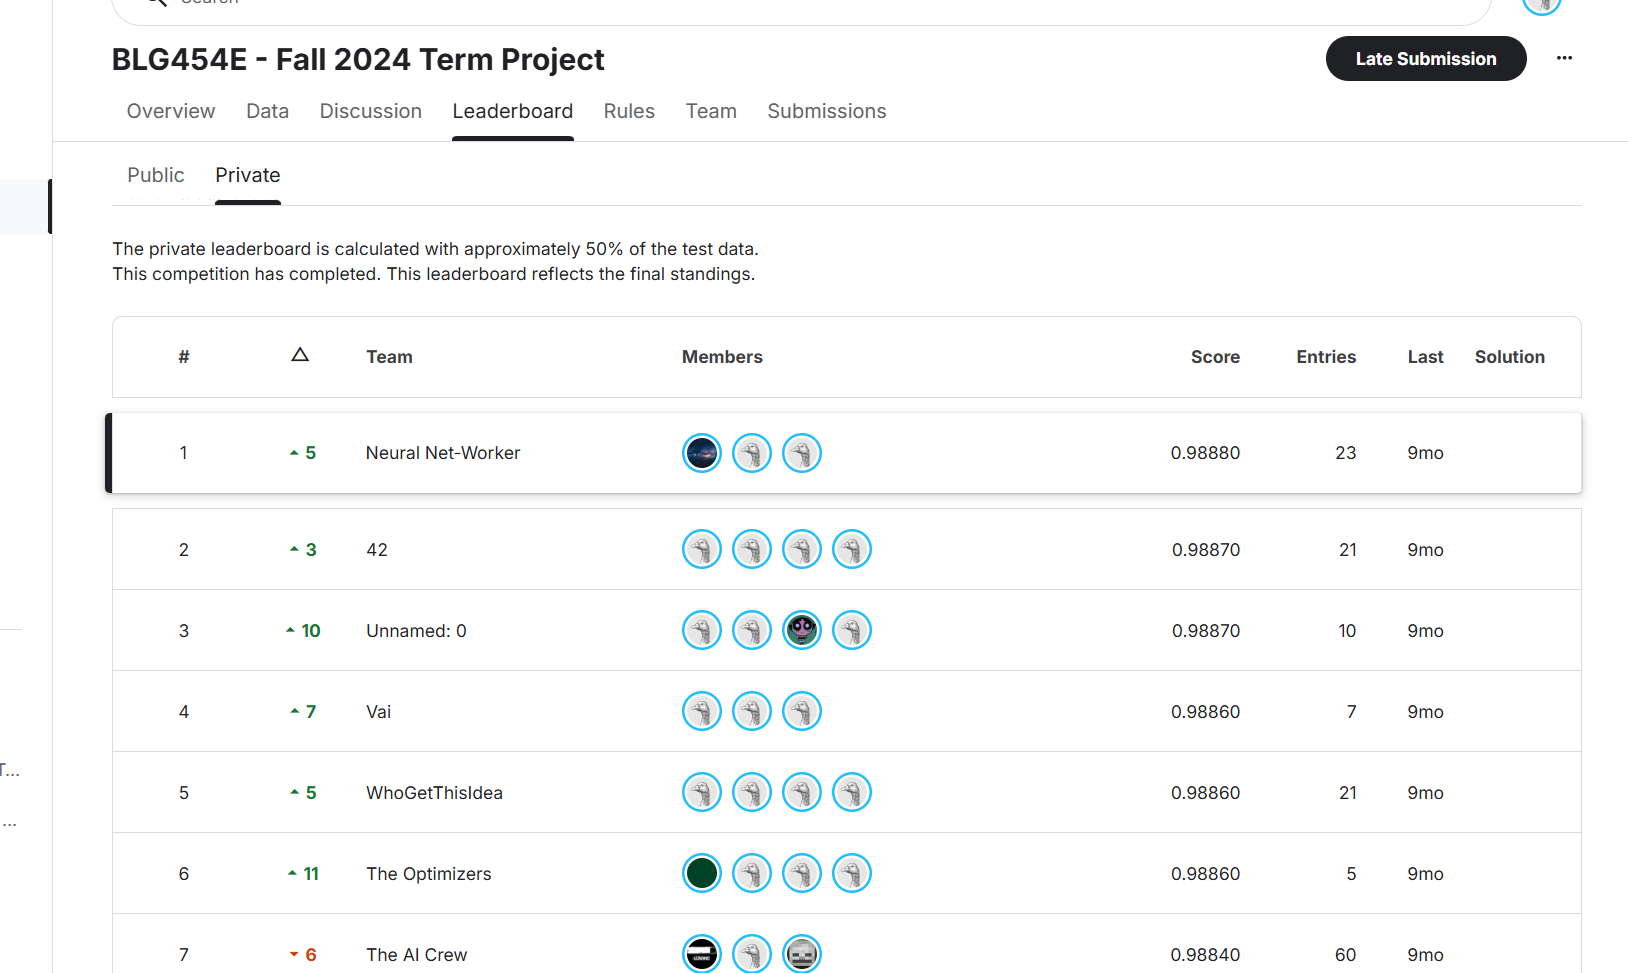 Search
BLG454E - Fall 2024 Term Project
Late Submission
Overview Data Discussion Leaderboard Rules Team Submissions
Public Private
The private leaderboard is calculated with approximately 50% of the test data.
This competition has completed. This leaderboard reflects the final standings.
# Team Members Score Entries Last Solution
1 5 Neural Net-Worker 0.98880 23 9mo
2 3 42 0.98870 21 9mo
3 10 Unnamed: 0 0.98870 10 9mo
4 7 Vai 0.98860 7 9mo
T...
5 5 WhoGetThisIdea 0.98860 21 9mo
...
6 11 The Optimizers 0.98860 5 9mo
7 6 The AI Crew 0.98840 60 9mo